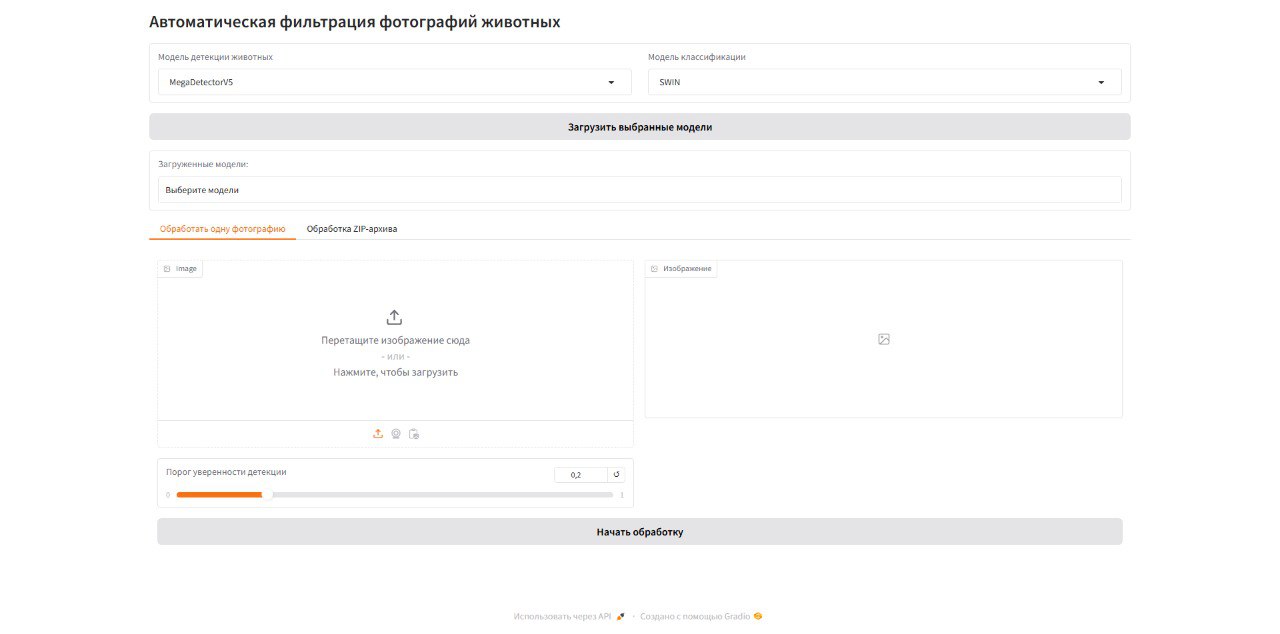 Автоматическая фильтрация фотографий животных
Модель детекции животных
MegaDetectorV5
Модель классификации
SWIN
Загрузить выбранные модели
Загруженные модели:
Выберите модели
Обработать одну фотографию
Обработка ZIP-архива
Image
Перетащите изображение сюда
- или -
Нажмите, чтобы загрузить
Изображение
Порог уверенности детекции
0,2
0
1
Начать обработку
Использовать через API
·
Создано с помощью Gradio